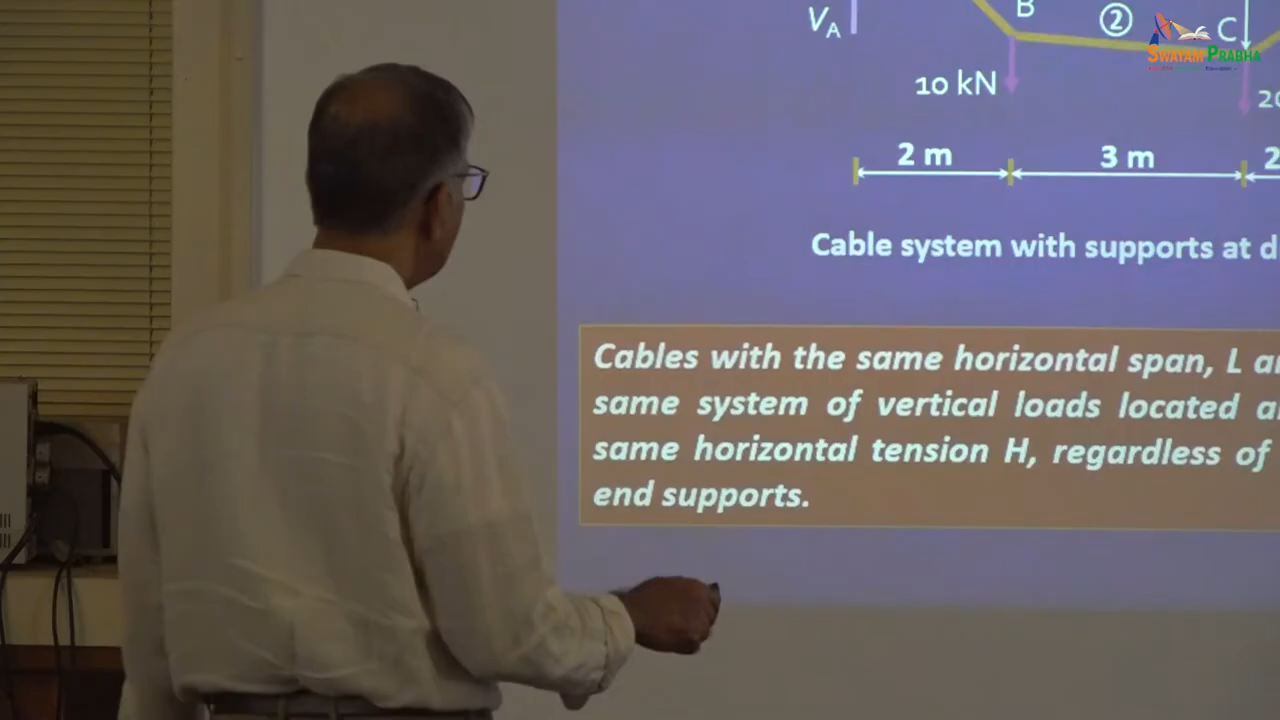 V_A
B
②
C
SWAYAM PRABHA
10 kN
2 m
3 m
Cable system with supports at
Cables with the same horizontal span, L
same system of vertical loads located
same horizontal tension H, regardless of
end supports.